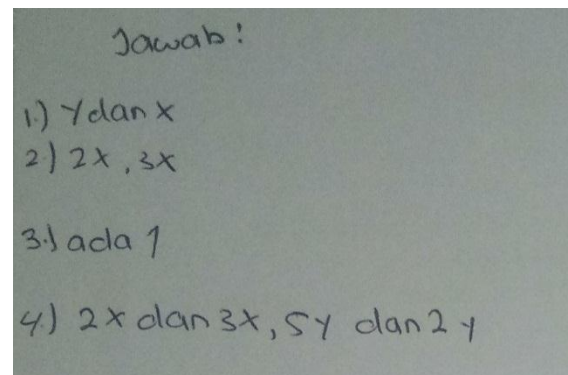 Jawab!
1.) Y dan x
2) 2x, 3x
3.) ada 1
4.) 2x dan 3x, 5y dan 2y